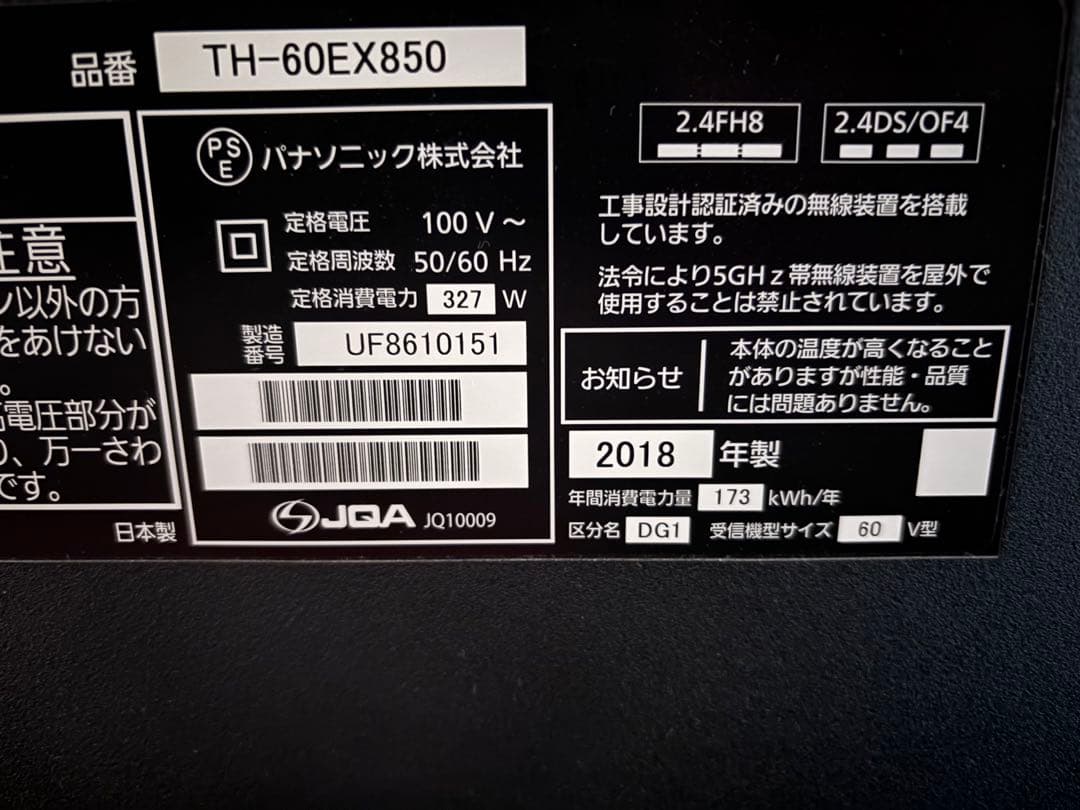 品番 TH-60EX850
注意
ン以外の方
をあけない
。
高電圧部分が
り、万一さわ
です。
日本製
PSE パナソニック株式会社
定格電圧 100 V ~
定格周波数 50/60 Hz
定格消費電力 327 W
製造番号 UF8610151
JQA JQ10009
2.4FH8
2.4DS/OF4
工事設計認証済みの無線装置を搭載
しています。
法令により5GHz帯無線装置を屋外で
使用することは禁止されています。
お知らせ
本体の温度が高くなること
がありますが性能・品質
には問題ありません。
2018 年製
年間消費電力量 173 kWh/年
区分名 DG1 受信機型サイズ 60 V型